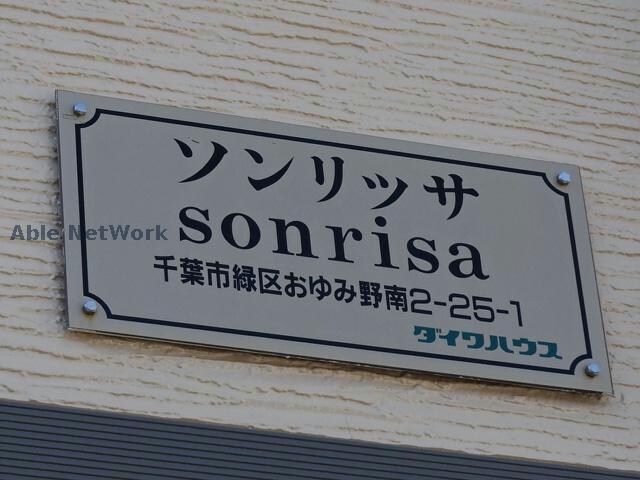 ソンリッサ
sonrisa
千葉市緑区おゆみ野南2-25-1
ダイワハウス
Able NetWork